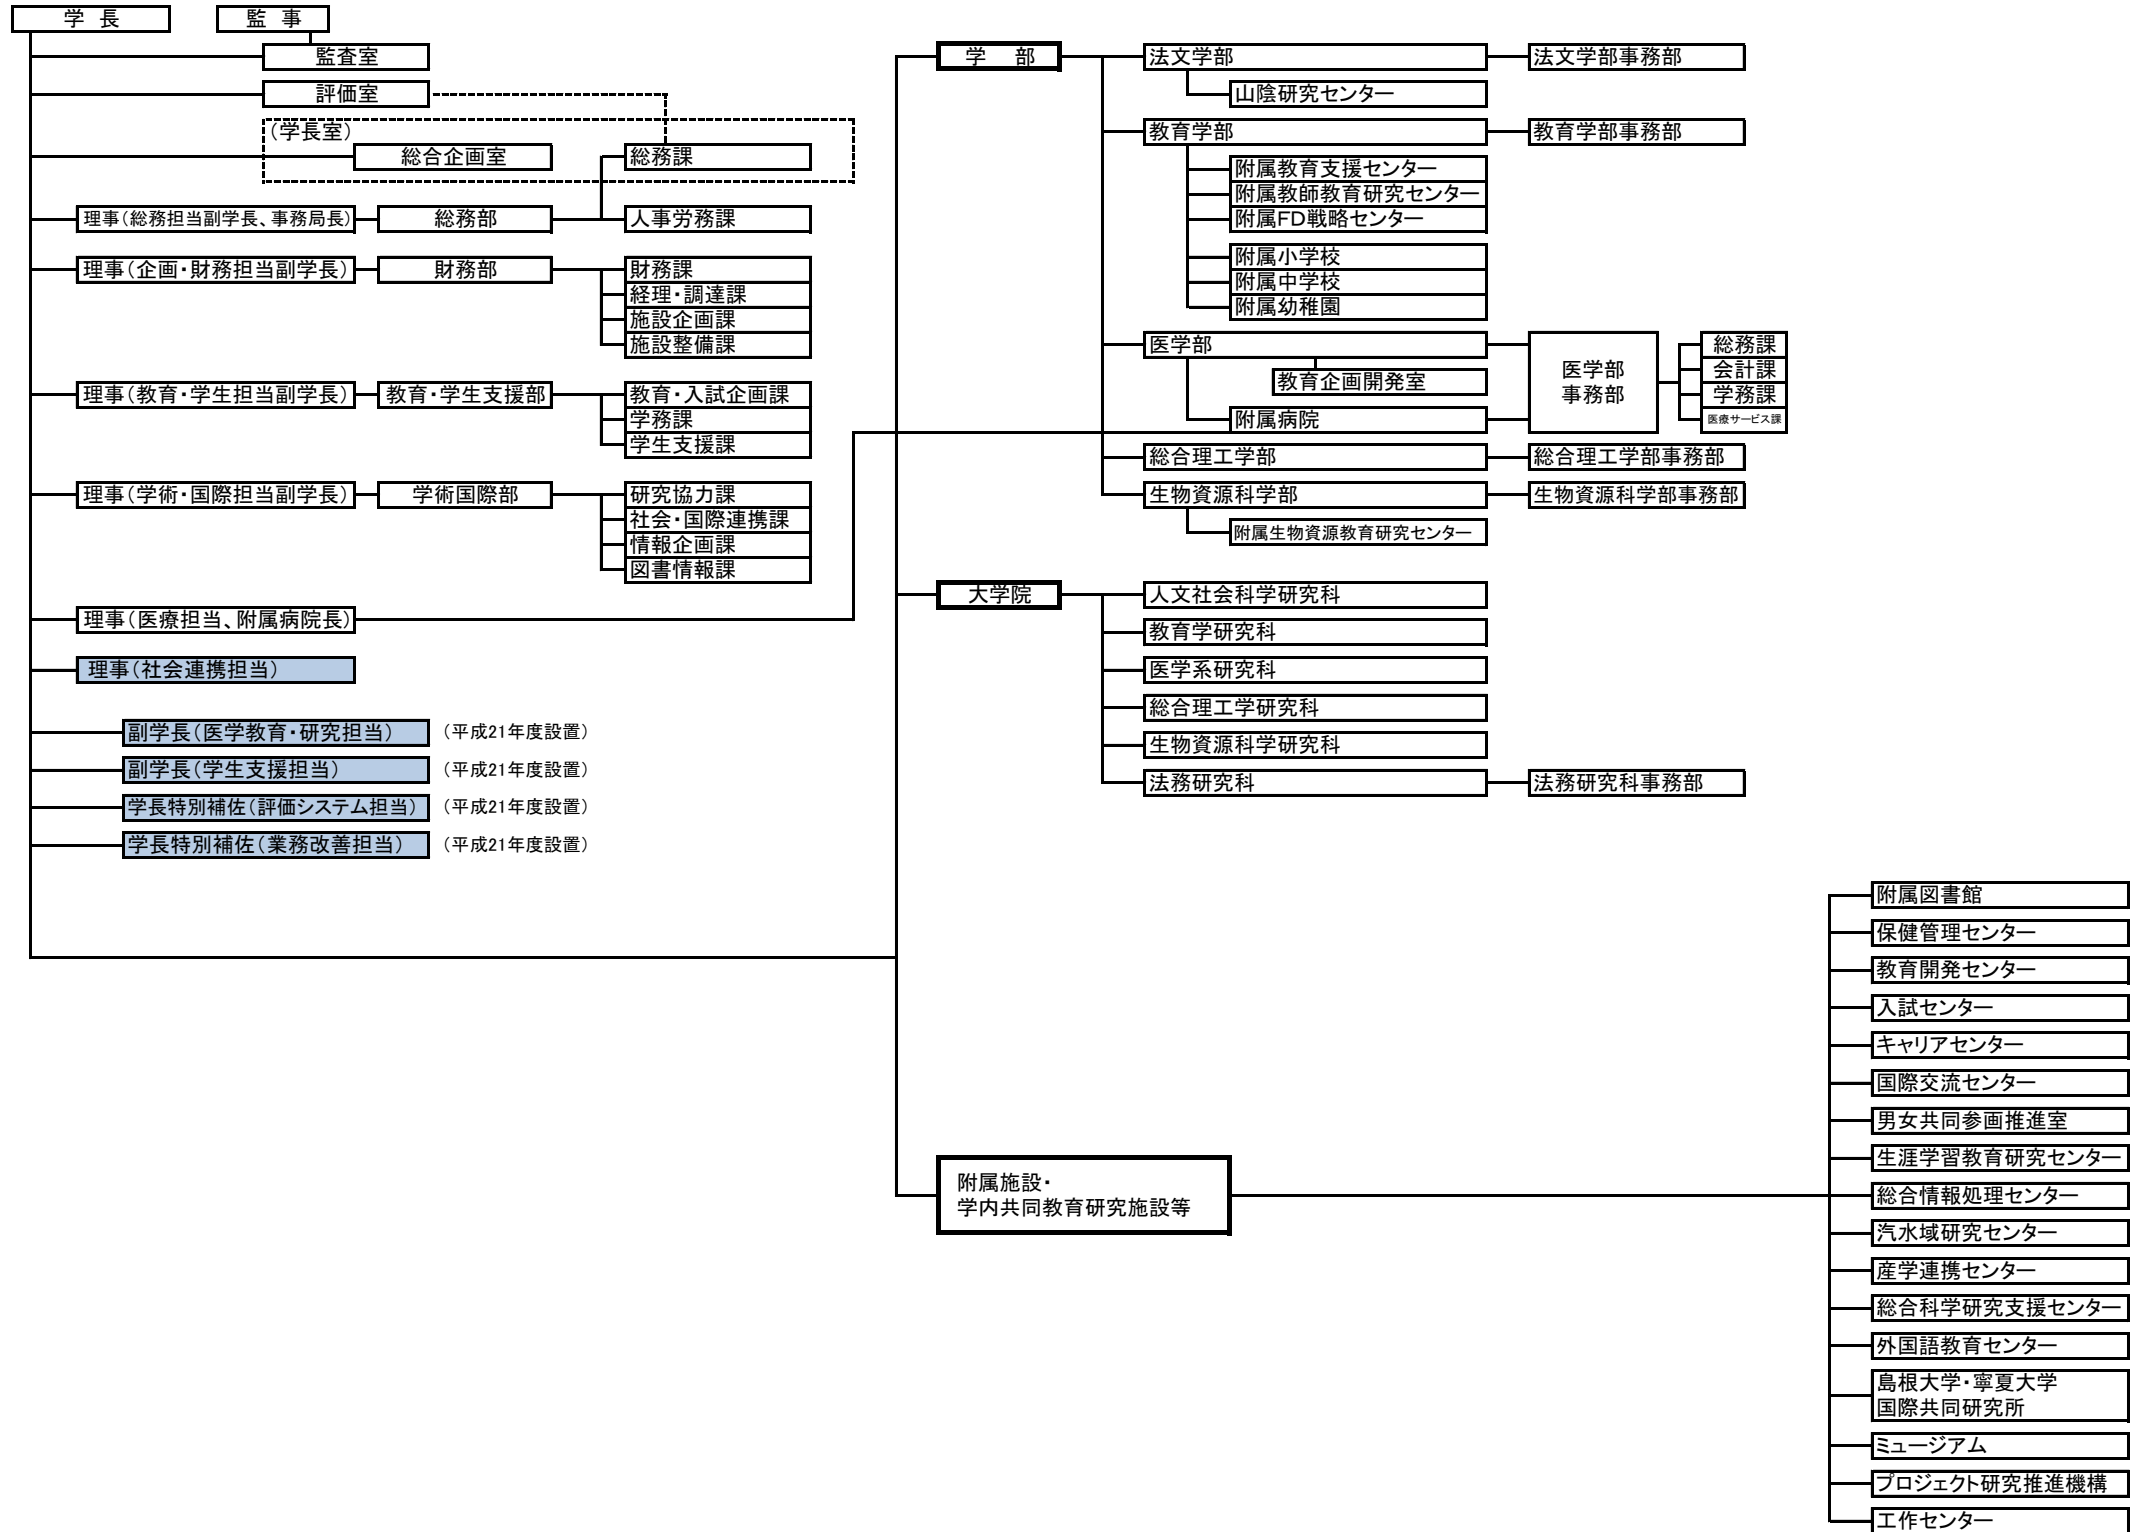 学 長
監 事
監査室
評価室
（学長室）
総合企画室
総務課
理事（総務担当副学長、事務局長）
総務部
人事労務課
理事（企画・財務担当副学長）
財務部
財務課
経理・調達課
施設企画課
施設整備課
理事（教育・学生担当副学長）
教育・学生支援部
教育・入試企画課
学務課
学生支援課
理事（学術・国際担当副学長）
学術国際部
研究協力課
社会・国際連携課
情報企画課
図書情報課
理事（医療担当、附属病院長）
理事（社会連携担当）
副学長（医学教育・研究担当）
（平成21年度設置）
副学長（学生支援担当）
（平成21年度設置）
学長特別補佐（評価システム担当）
（平成21年度設置）
学長特別補佐（業務改善担当）
（平成21年度設置）
学 部
法文学部
法文学部事務部
山陰研究センター
教育学部
教育学部事務部
附属教育支援センター
附属教師教育研究センター
附属FD戦略センター
附属小学校
附属中学校
附属幼稚園
医学部
教育企画開発室
附属病院
医学部
事務部
総務課
会計課
学務課
医療サービス課
総合理工学部
総合理工学部事務部
生物資源科学部
生物資源科学部事務部
附属生物資源教育研究センター
大学院
人文社会科学研究科
教育学研究科
医学系研究科
総合理工学研究科
生物資源科学研究科
法務研究科
法務研究科事務部
附属施設・
学内共同教育研究施設等
附属図書館
保健管理センター
教育開発センター
入試センター
キャリアセンター
国際交流センター
男女共同参画推進室
生涯学習教育研究センター
総合情報処理センター
汽水域研究センター
産学連携センター
総合科学研究支援センター
外国語教育センター
島根大学・寧夏大学
国際共同研究所
ミュージアム
プロジェクト研究推進機構
工作センター